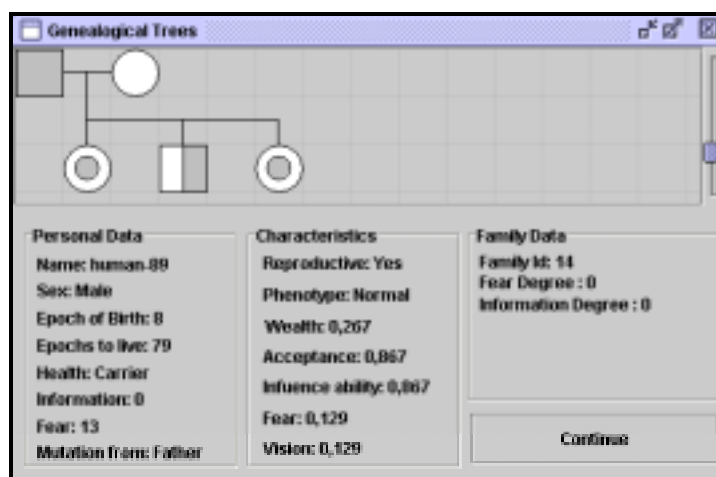 Genealogical Trees
Personal Data
Name: human-89
Sex: Male
Epoch of Birth: 8
Epochs to live: 79
Health: Carrier
Information: 0
Fear: 13
Mutation from: Father
Characteristics
Reproductive: Yes
Phenotype: Normal
Wealth: 0,267
Acceptance: 0,867
Infuence ability: 0,867
Fear: 0,129
Vision: 0,129
Family Data
Family Id: 14
Fear Degree : 0
Information Degree : 0
Continue